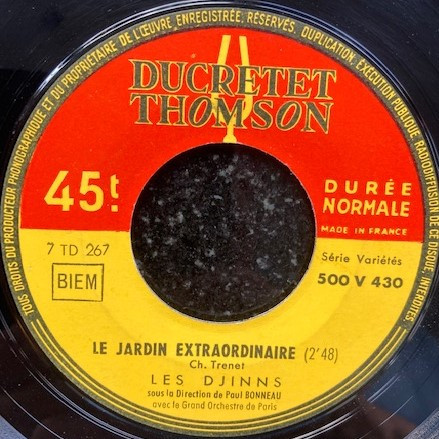 TOUS DROITS DU PRODUCTEUR PHONOGRAPHIQUE ET DU PROPRIÉTAIRE DE L'ŒUVRE ENREGISTRÉE, RÉSERVÉS. DUPLICATION, EXÉCUTION PUBLIQUE RADIODIFFUSION DE CE DISQUE, INTERDITES
DUCRETET
THOMSON
45t.
DURÉE
NORMALE
MADE IN FRANCE
7 TD 267
BIEM
Série Variétés
500 V 430
LE JARDIN EXTRAORDINAIRE (2'48)
Ch. Trenet
LES DJINNS
sous la Direction de Paul BONNEAU
avec le Grand Orchestre de Paris